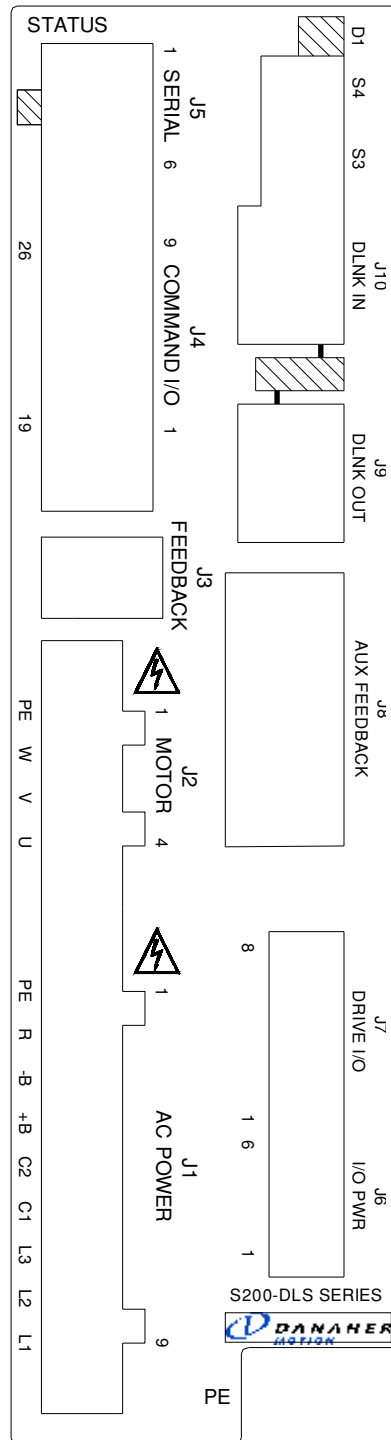 STATUS
1 SERIAL 6
J5
26
19
9 COMMAND I/O 1
J4
FEEDBACK
J3
1 MOTOR 4
J2
PE W V U
1
AC POWER
J1
9
PE R -B +B C2 C1 L3 L2 L1
D1
S4
S3
J10
DLNK IN
J9
DLNK OUT
J8
AUX FEEDBACK
8
J7
DRIVE I/O
1
6
J6
I/O PWR
1
S200-DLS SERIES
DANAHER
MOTION
PE